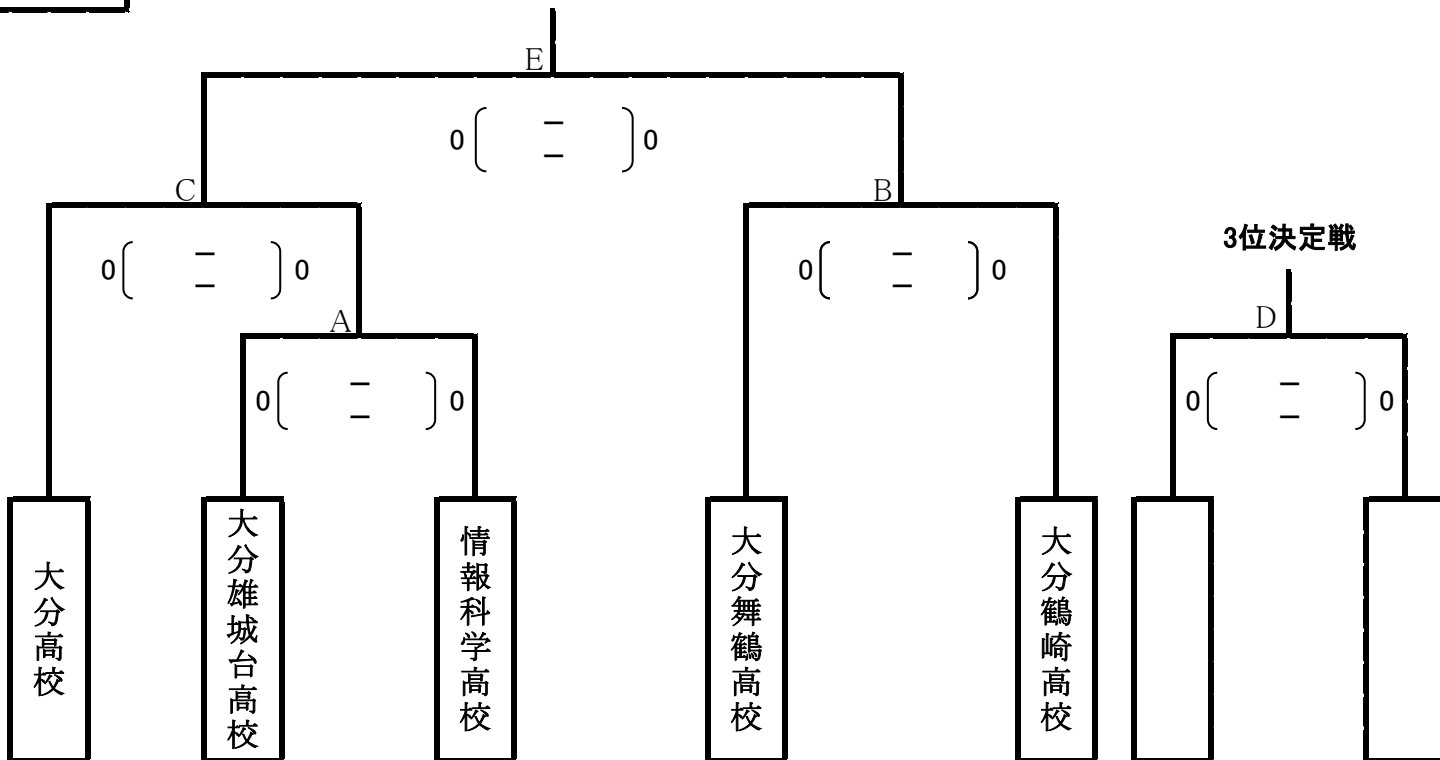 E
0 － 0
－
C
B
3位決定戦
0 － 0
－
0 － 0
－
A
D
0 － 0
－
0 － 0
－
大分高校
大分雄城台高校
情報科学高校
大分舞鶴高校
大分鶴崎高校